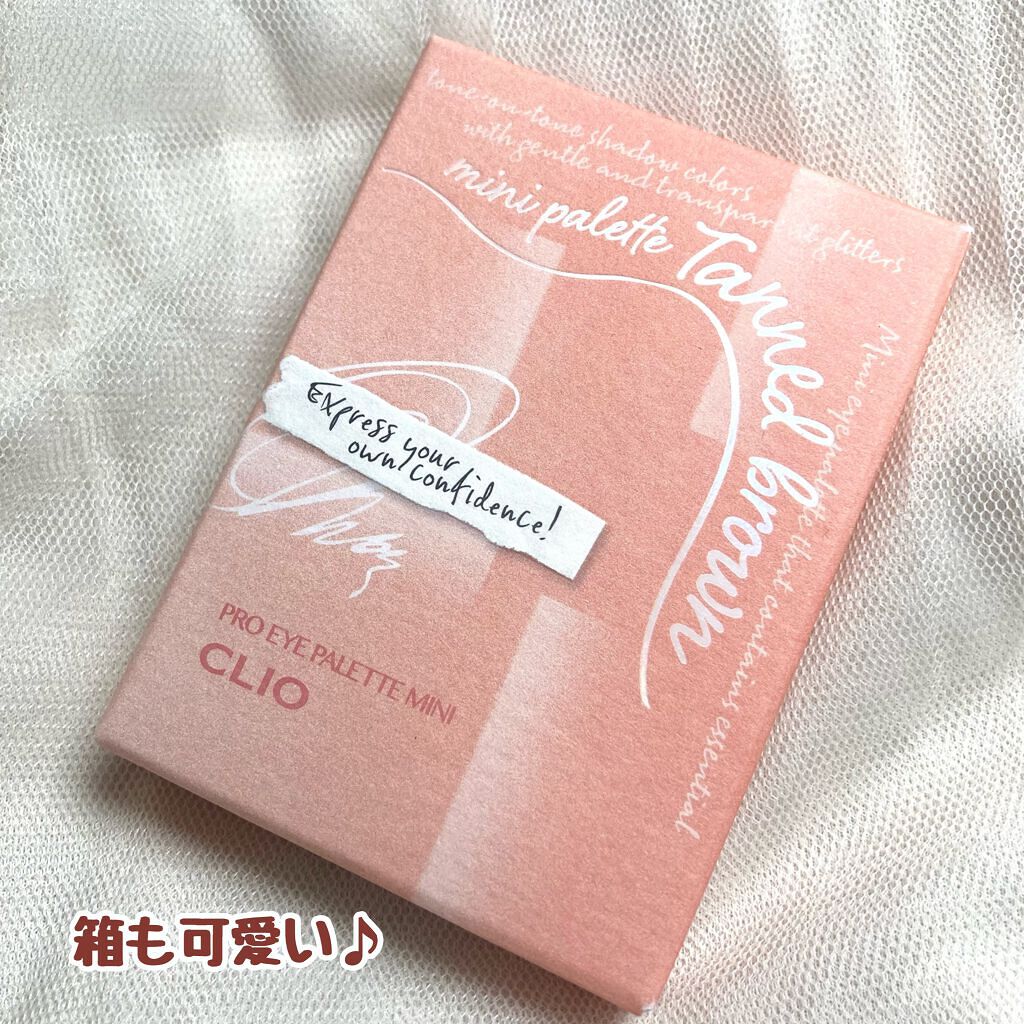 tone-on-tone shadow colors
with gentle and transparent glitters
mini palette Tanned brown
Mini eye palette that contains essential
Express your
own confidence!
PRO EYE PALETTE MINI
CLIO
箱も可愛い♪